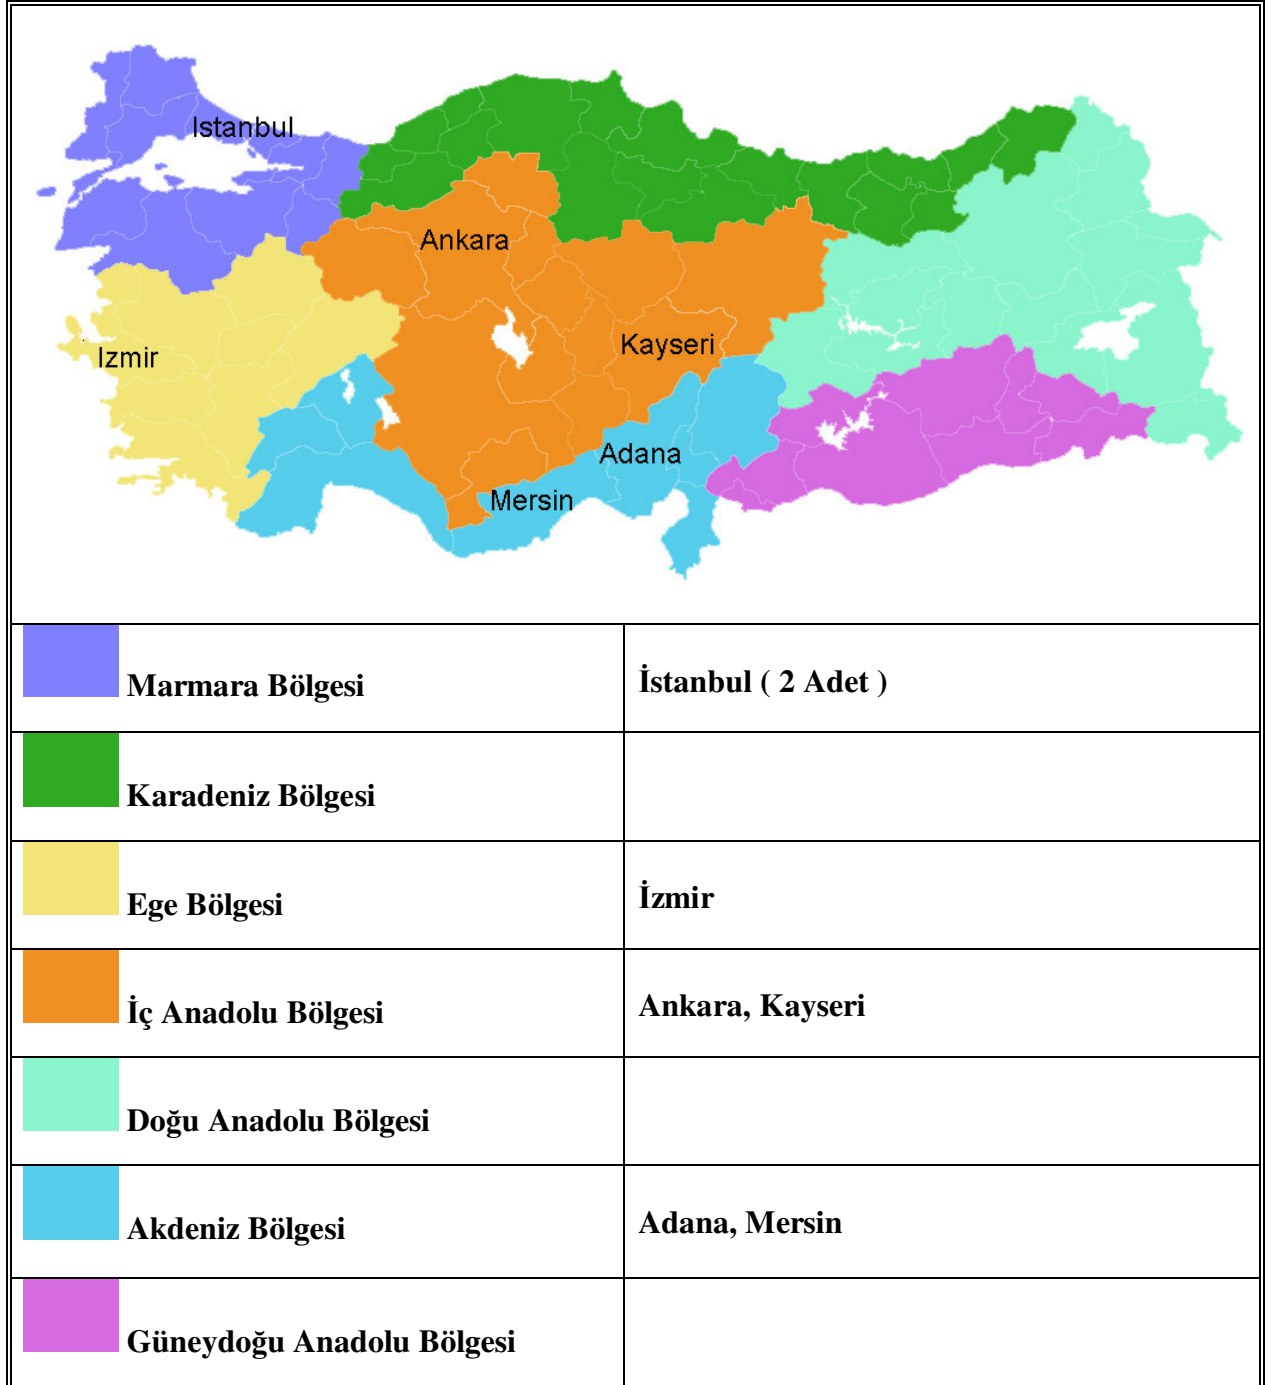 Istanbul
Ankara
Kayseri
Izmir
Adana
Mersin
Marmara Bölgesi
İstanbul ( 2 Adet )
Karadeniz Bölgesi
Ege Bölgesi
İzmir
İç Anadolu Bölgesi
Ankara, Kayseri
Doğu Anadolu Bölgesi
Akdeniz Bölgesi
Adana, Mersin
Güneydoğu Anadolu Bölgesi